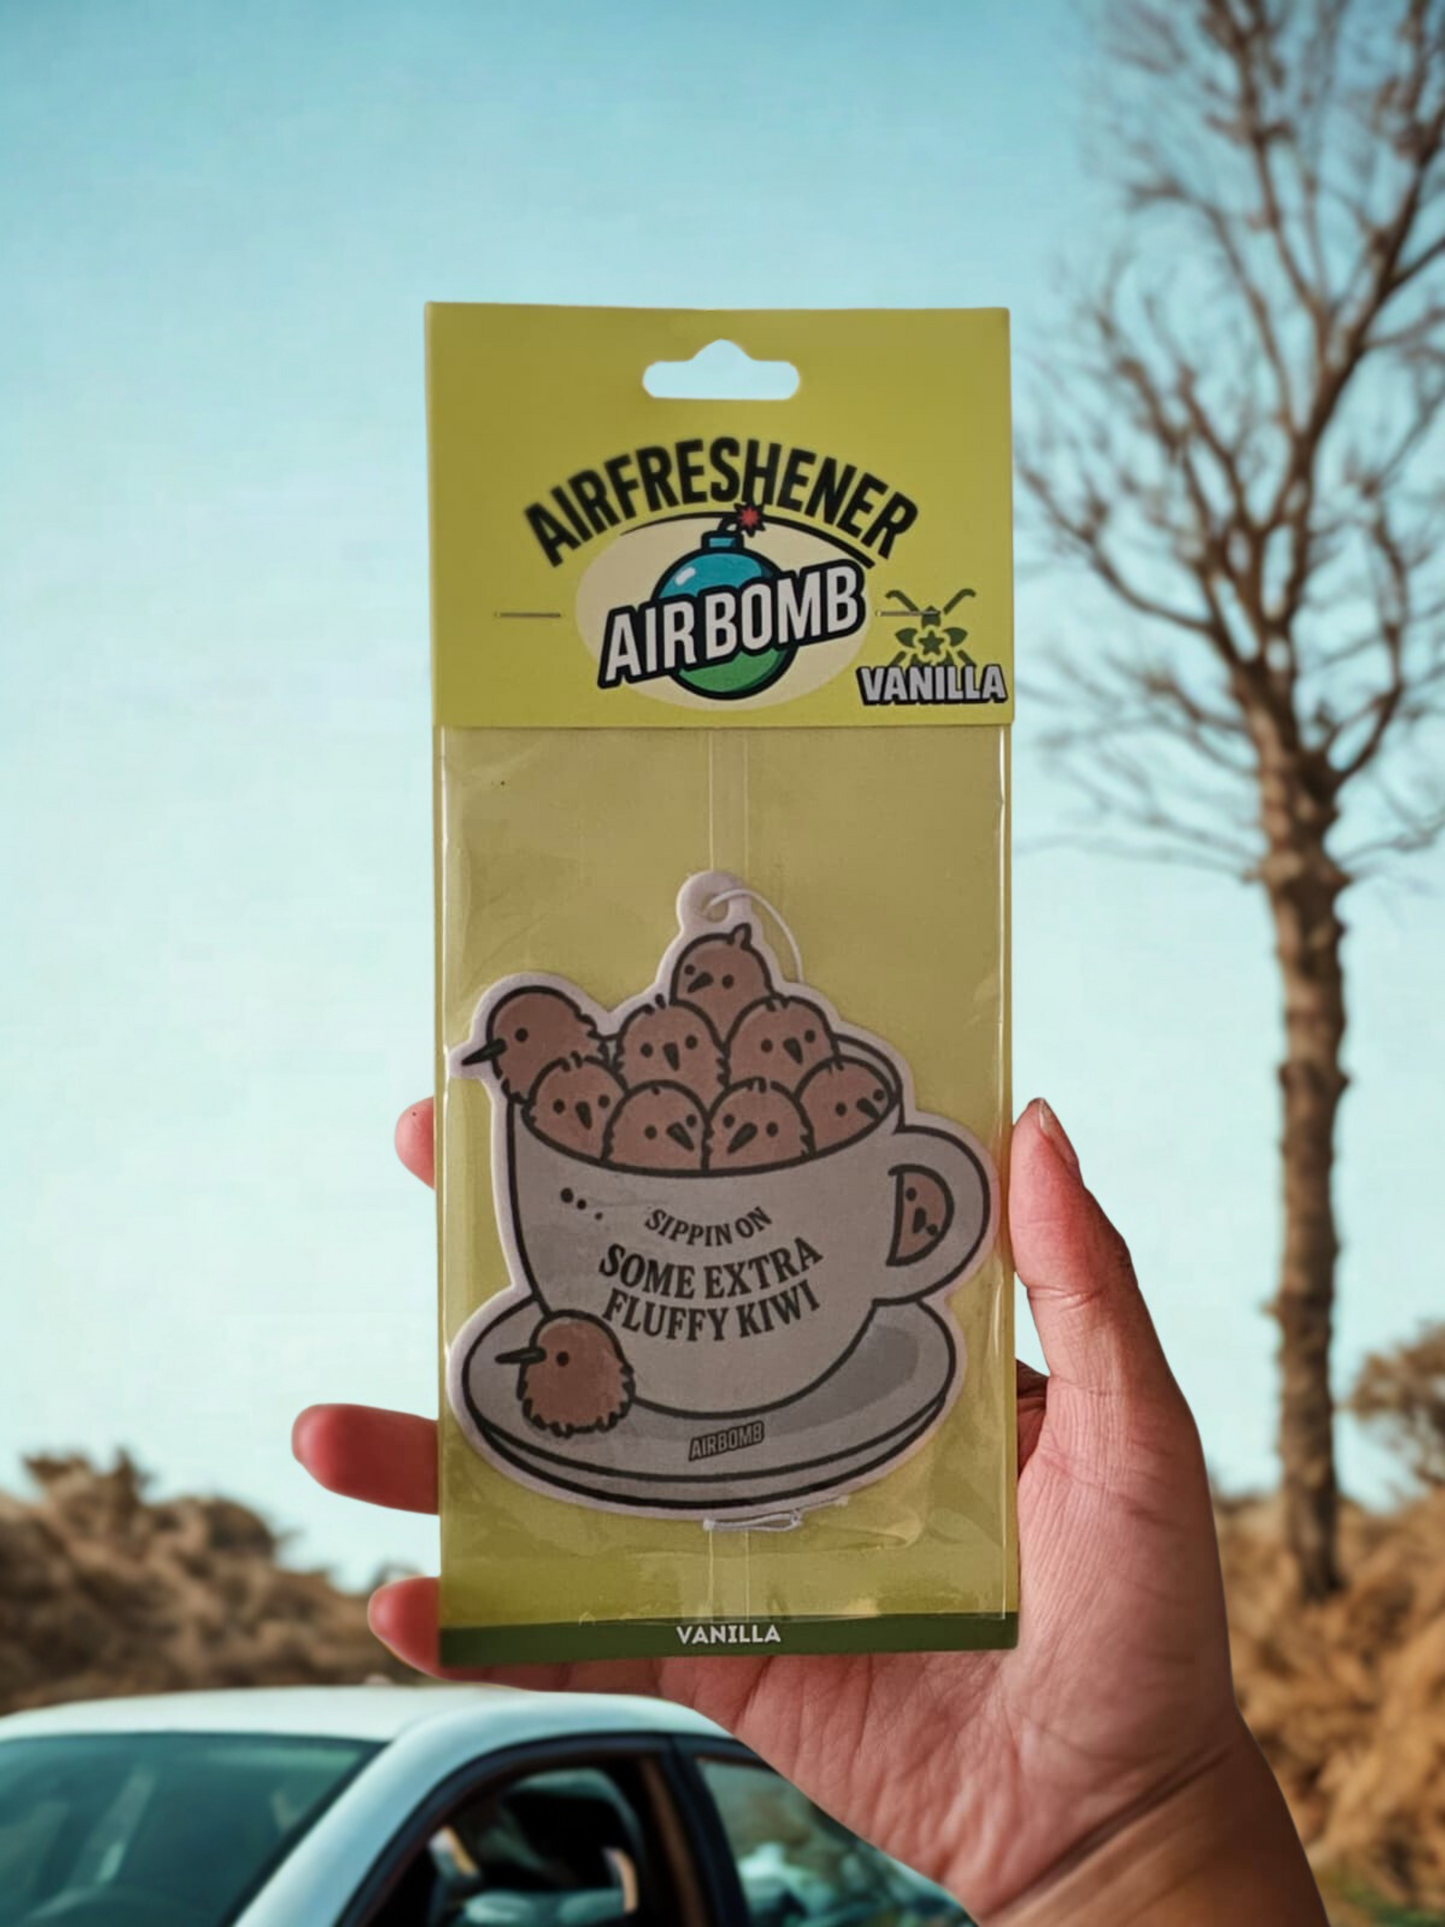 AIRFRESHENER
AIRBOMB
VANILLA
SIPPIN ON
SOME EXTRA
FLUFFY KIWI
AIRBOMB
VANILLA